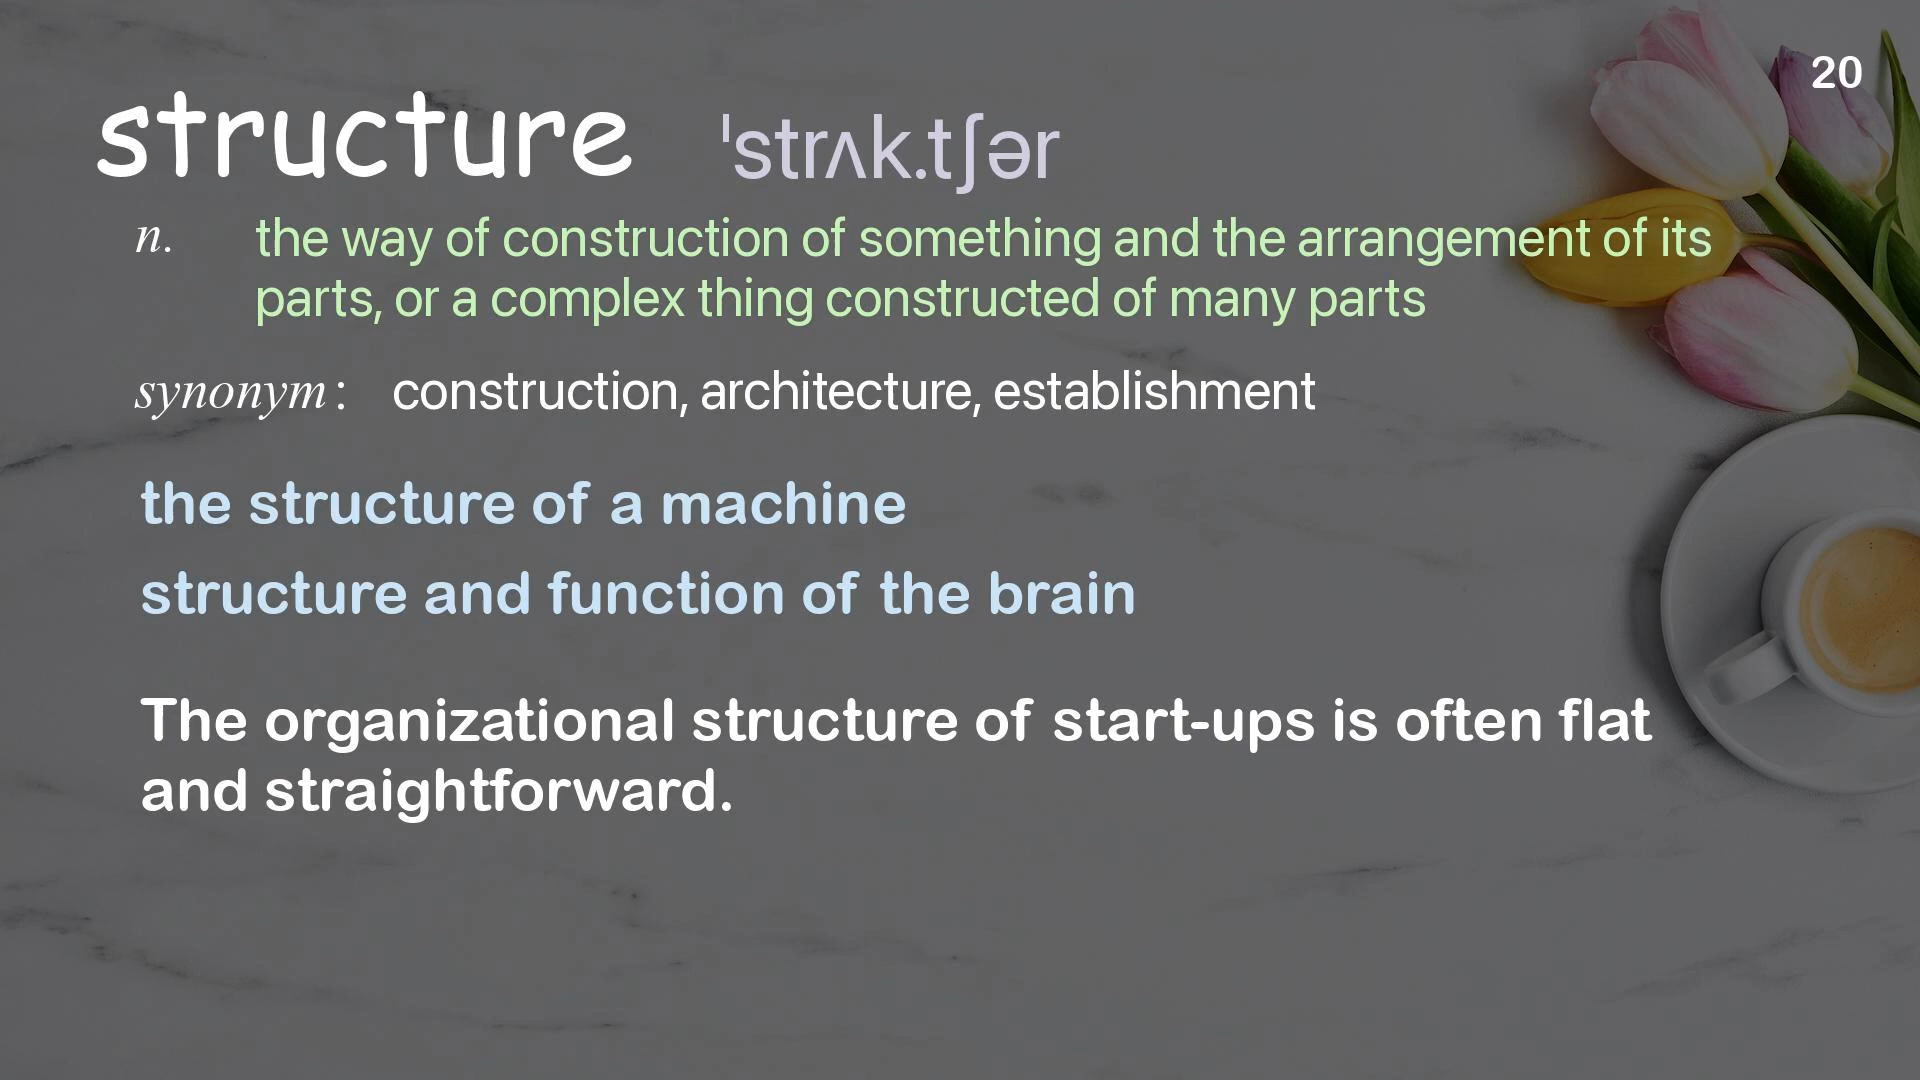 20
structure ˈstrʌk.tʃər
n. the way of construction of something and the arrangement of its
parts, or a complex thing constructed of many parts
synonym : construction, architecture, establishment
the structure of a machine
structure and function of the brain
The organizational structure of start-ups is often flat
and straightforward.